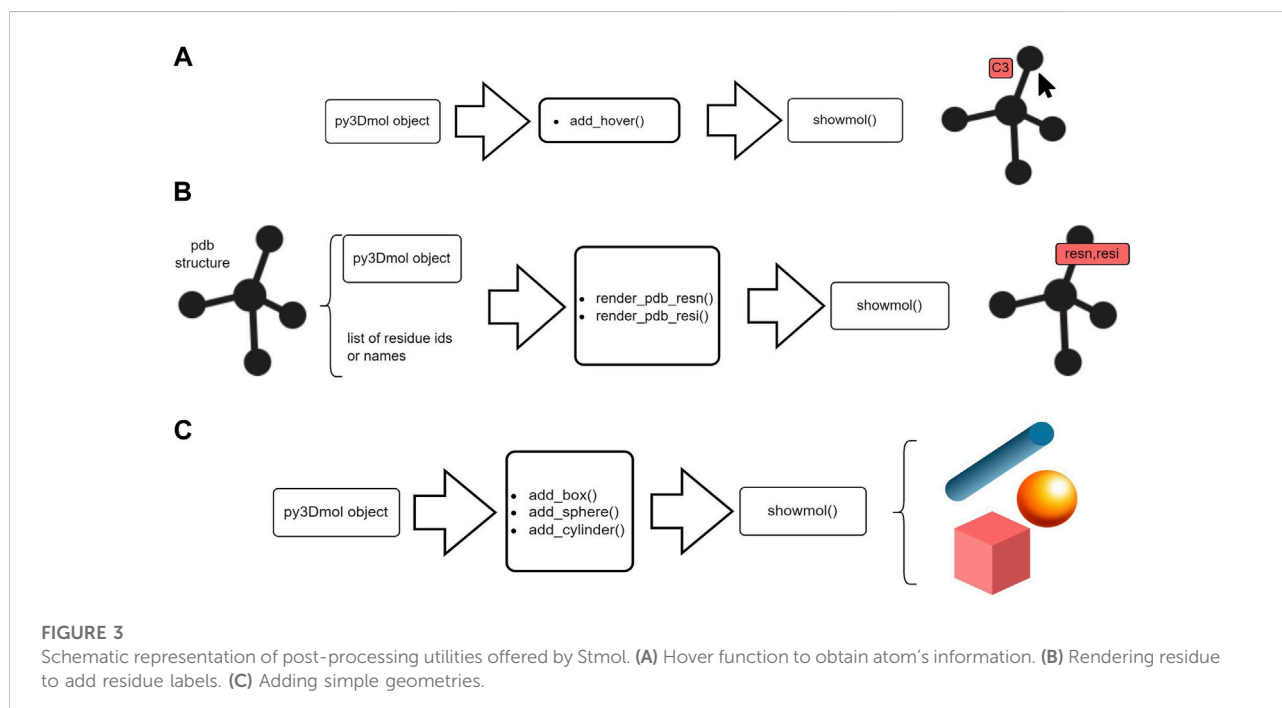 A
C3
py3Dmol object
• add_hover()
showmol()
B
pdb
structure
py3Dmol object
list of residue ids
or names
• render_pdb_resn()
• render_pdb_resi()
showmol()
resn,resi
C
py3Dmol object
• add_box()
• add_sphere()
• add_cylinder()
showmol()
FIGURE 3
Schematic representation of post-processing utilities offered by Stmol. (A) Hover function to obtain atom's information. (B) Rendering residue
to add residue labels. (C) Adding simple geometries.